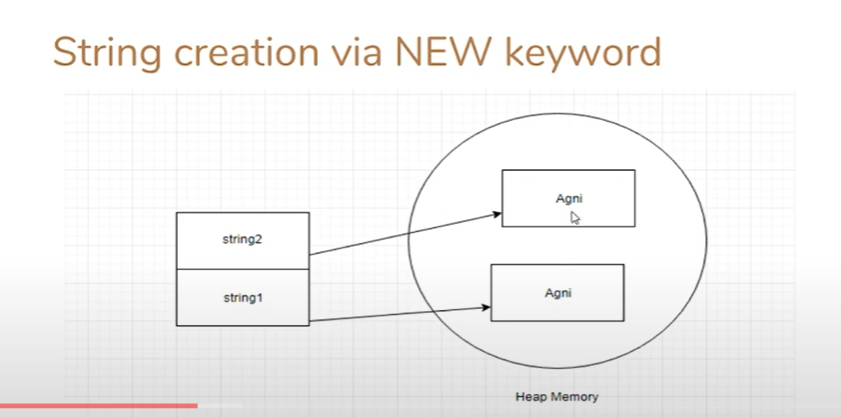 String creation via NEW keyword
Agni
string2
Agni
string1
Heap Memory